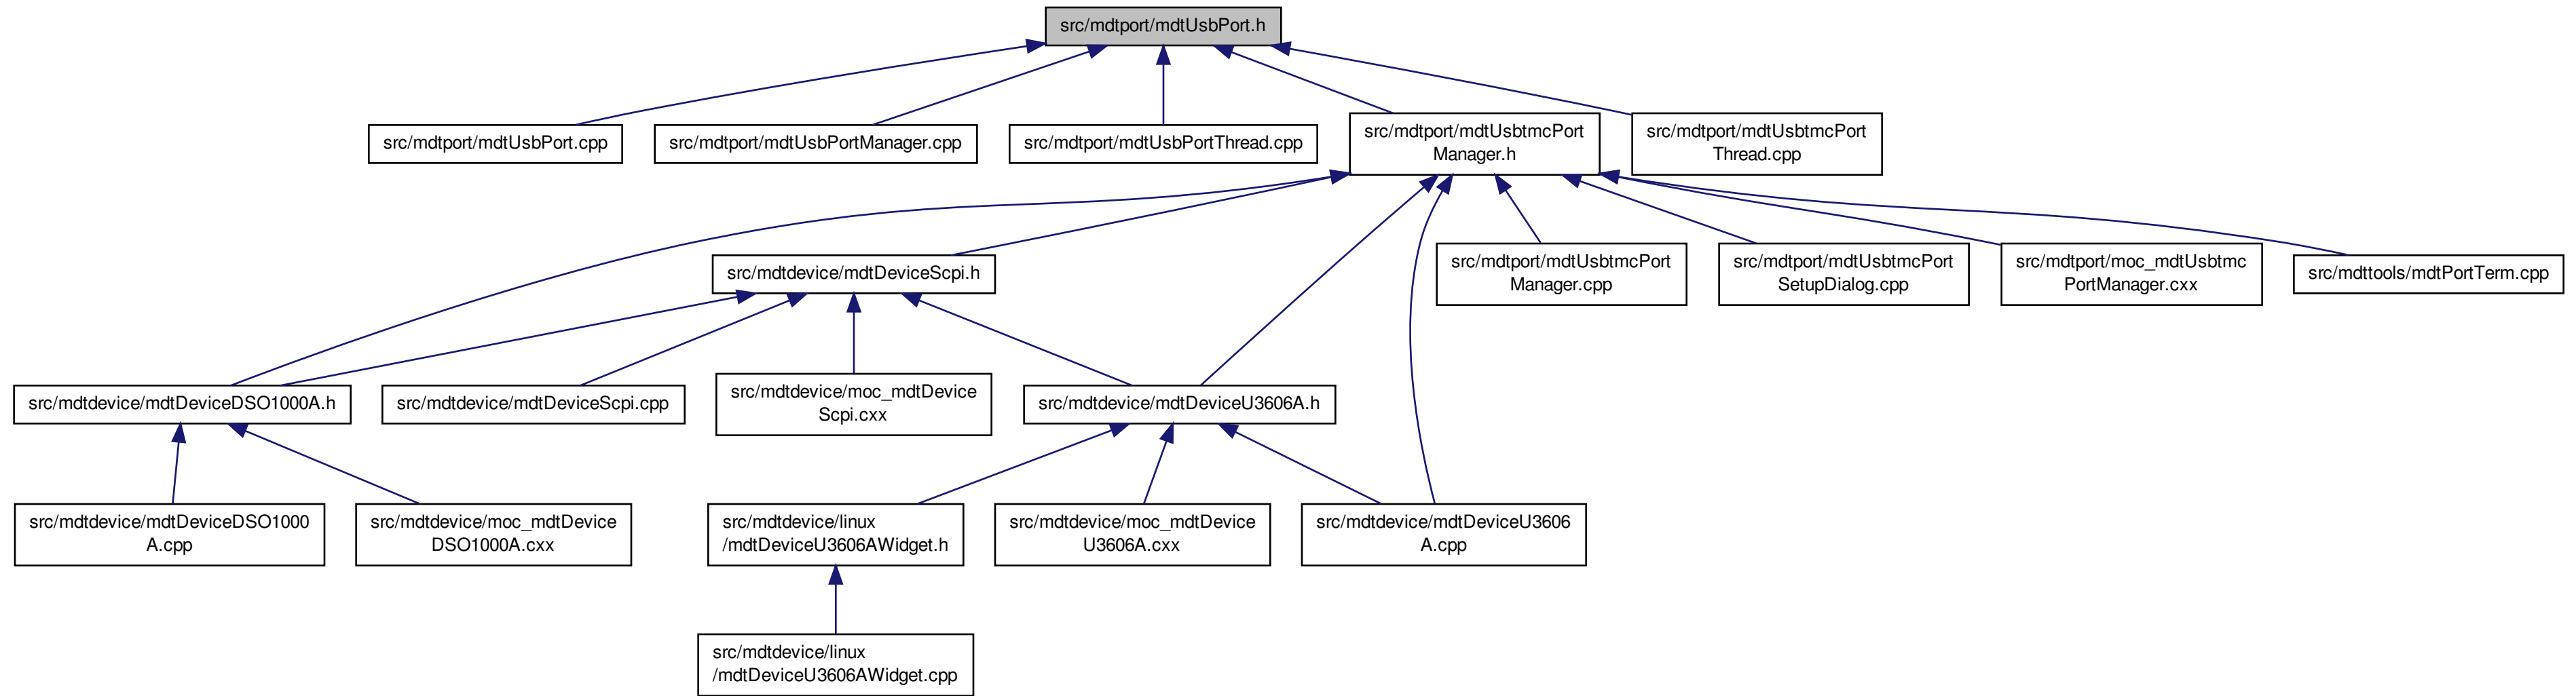 src/mdtport/mdtUsbPort.h
src/mdtport/mdtUsbPort.cpp
src/mdtport/mdtUsbPortManager.cpp
src/mdtport/mdtUsbPortThread.cpp
src/mdtport/mdtUsbtmcPort
Manager.h
src/mdtport/mdtUsbtmcPort
Thread.cpp
src/mdtdevice/mdtDeviceScpi.h
src/mdtport/mdtUsbtmcPort
Manager.cpp
src/mdtport/mdtUsbtmcPort
SetupDialog.cpp
src/mdtport/moc_mdtUsbtmc
PortManager.cxx
src/mdttools/mdtPortTerm.cpp
src/mdtdevice/mdtDeviceDSO1000A.h
src/mdtdevice/mdtDeviceScpi.cpp
src/mdtdevice/moc_mdtDevice
Scpi.cxx
src/mdtdevice/mdtDeviceU3606A.h
src/mdtdevice/mdtDeviceDSO1000
A.cpp
src/mdtdevice/moc_mdtDevice
DSO1000A.cxx
src/mdtdevice/linux
/mdtDeviceU3606AWidget.h
src/mdtdevice/moc_mdtDevice
U3606A.cxx
src/mdtdevice/mdtDeviceU3606
A.cpp
src/mdtdevice/linux
/mdtDeviceU3606AWidget.cpp